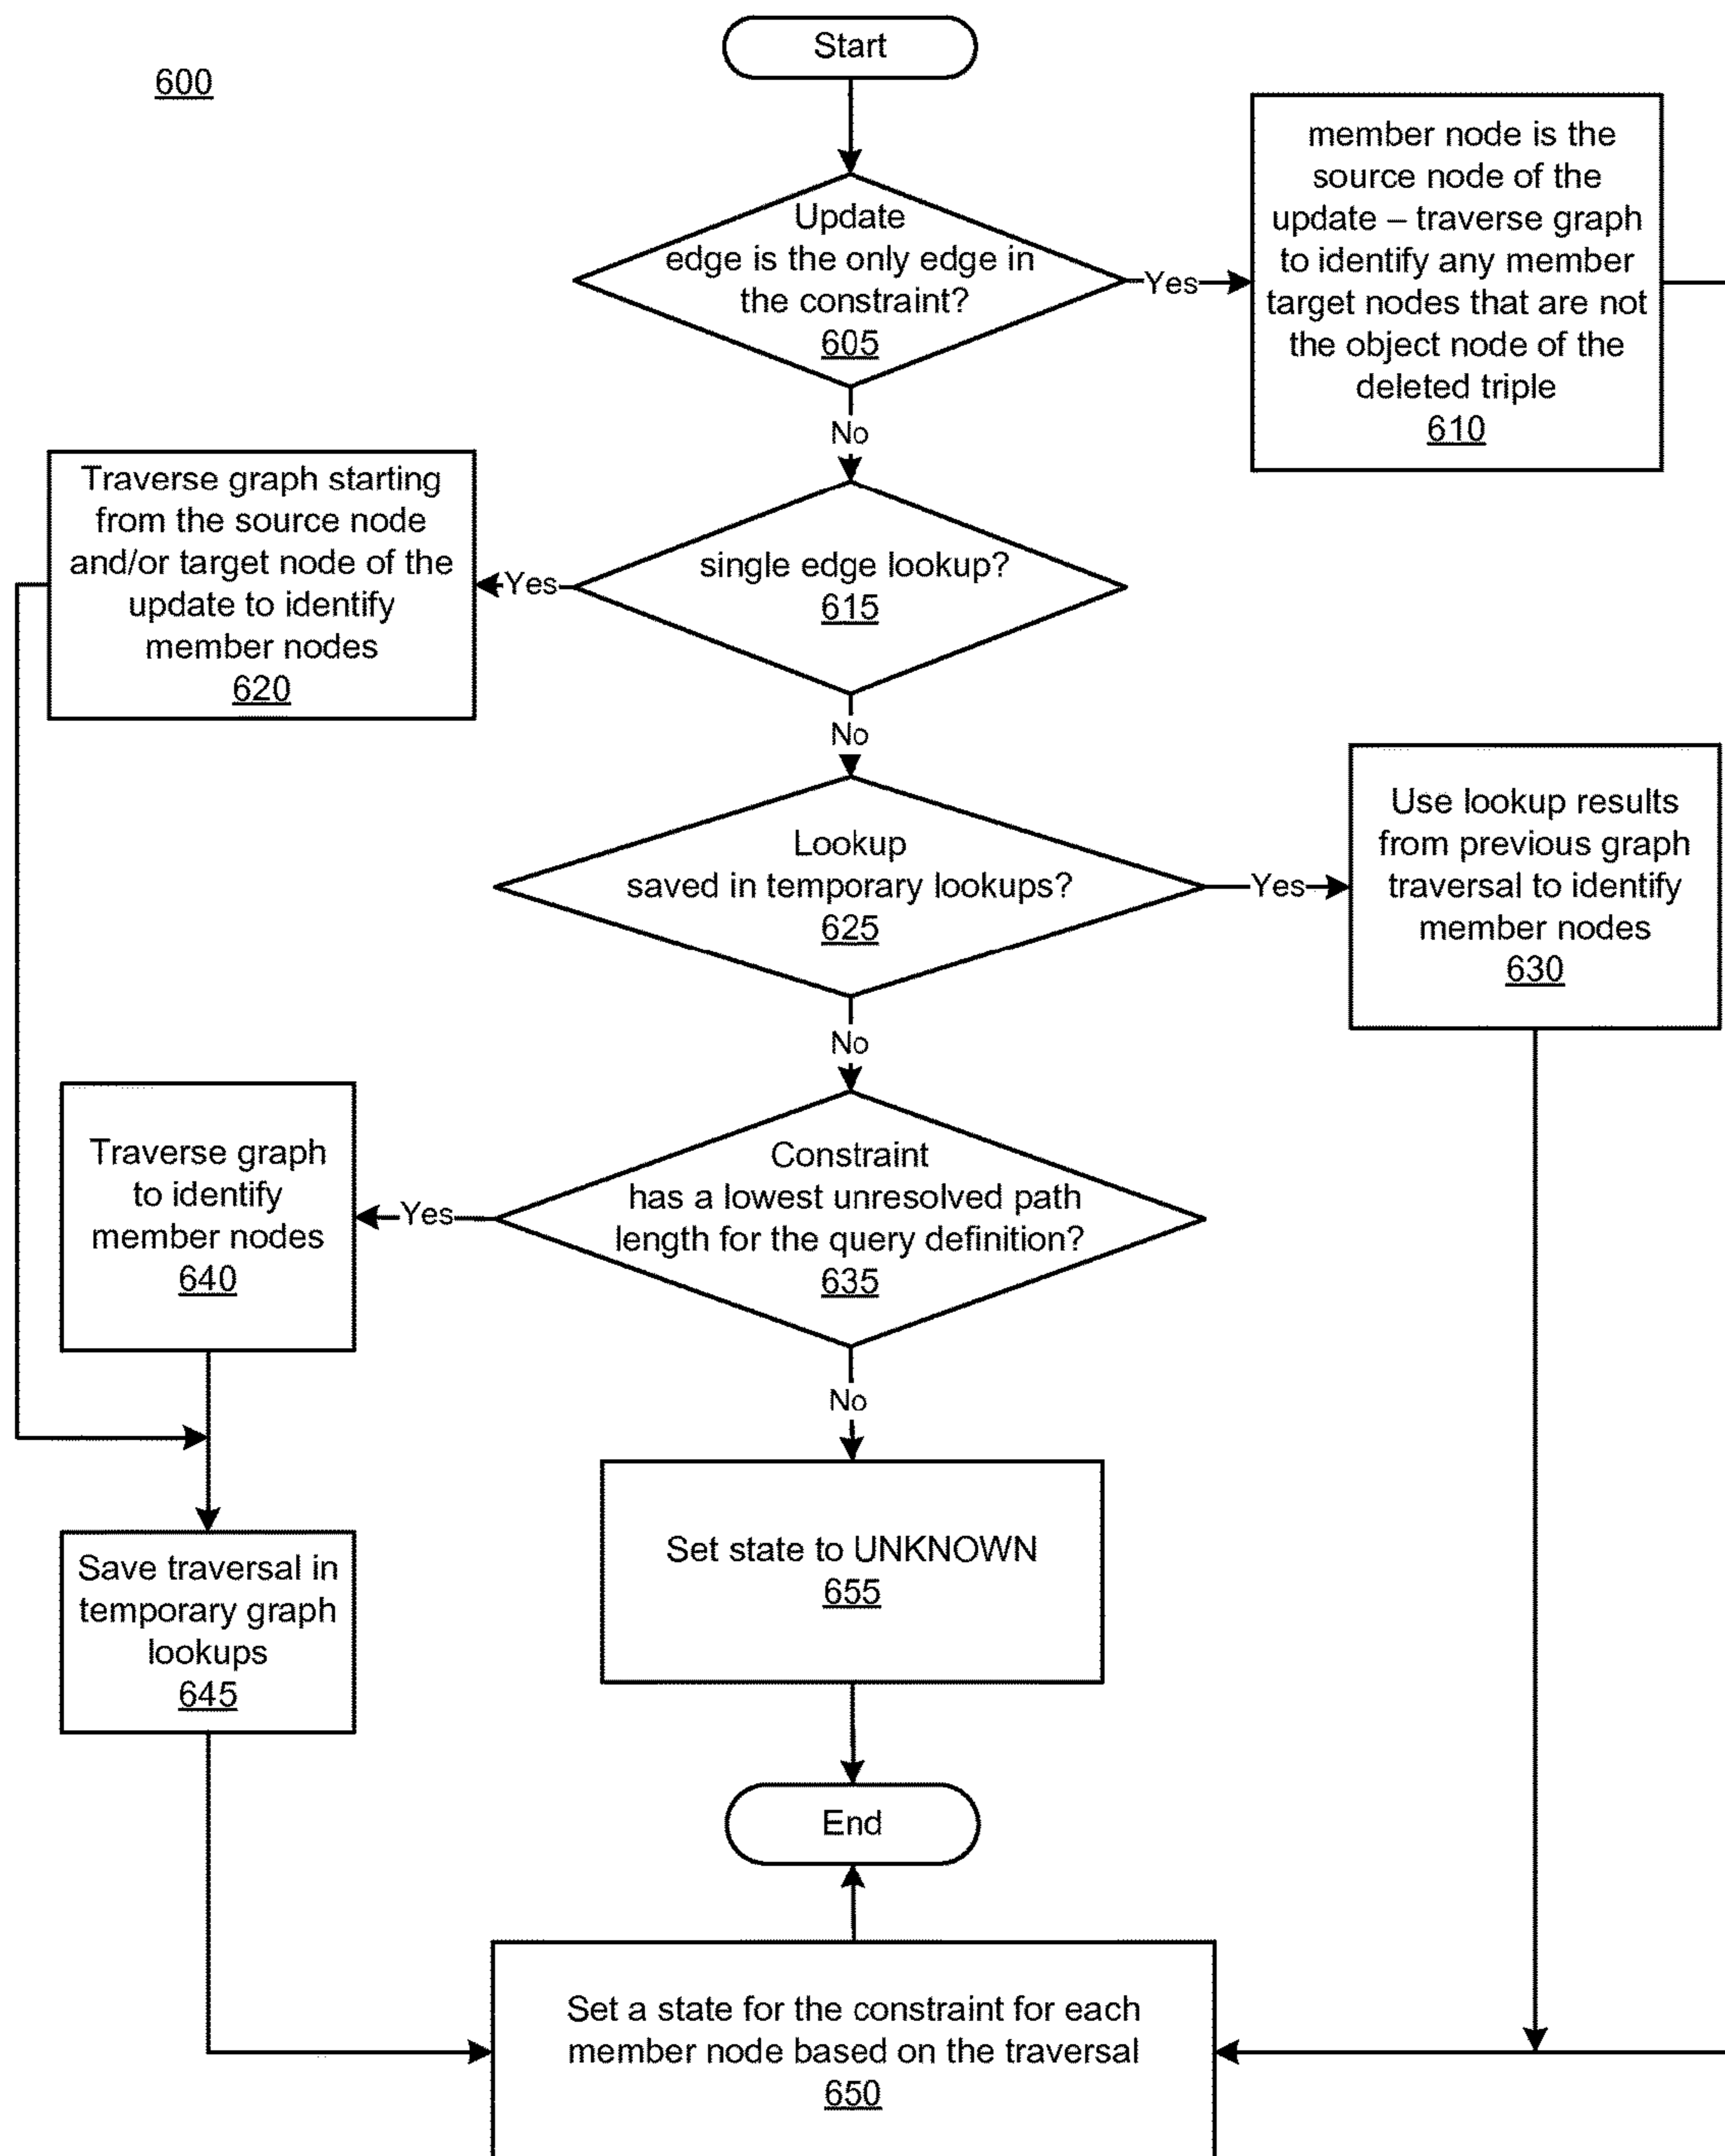 Start
600
member node is the
source node of the
update – traverse graph
to identify any member
target nodes that are not
the object node of the
deleted triple
610
Update
edge is the only edge in
the constraint?
605
Yes
No
Traverse graph starting
from the source node
and/or target node of the
update to identify
member nodes
620
Yes
single edge lookup?
615
No
Lookup
saved in temporary lookups?
625
Yes
Use lookup results
from previous graph
traversal to identify
member nodes
630
No
Traverse graph
to identify
member nodes
640
Yes
Constraint
has a lowest unresolved path
length for the query definition?
635
No
Save traversal in
temporary graph
lookups
645
Set state to UNKNOWN
655
End
Set a state for the constraint for each
member node based on the traversal
650